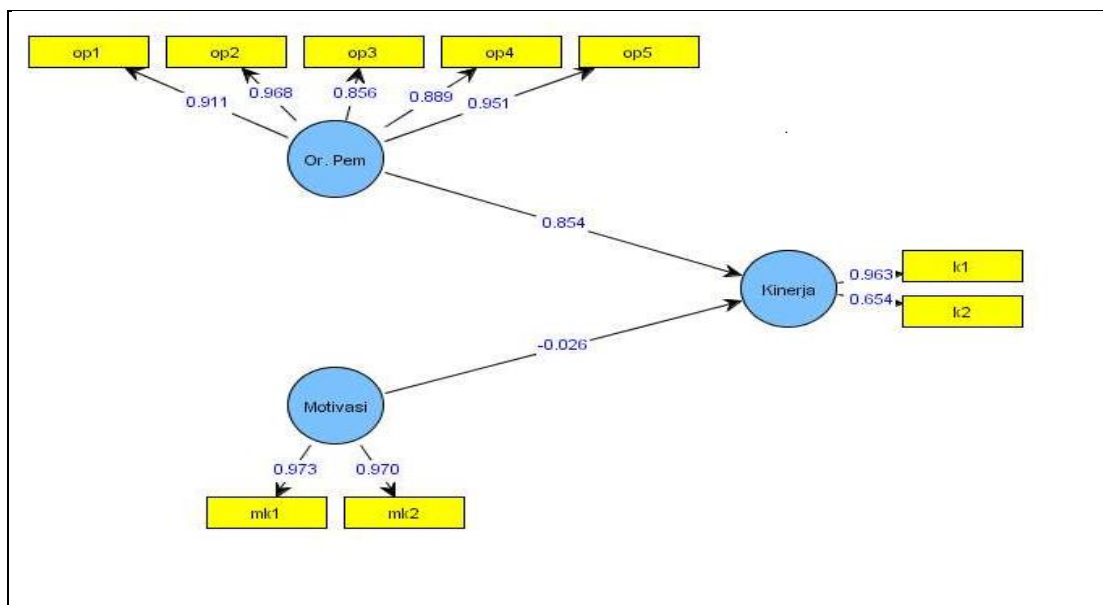 op1
op2
op3
op4
op5
0.911
0.968
0.856
0.889
0.951
Or. Pem
0.854
Kinerja
0.963
k1
0.654
k2
-0.026
Motivasi
0.973
0.970
mk1
mk2